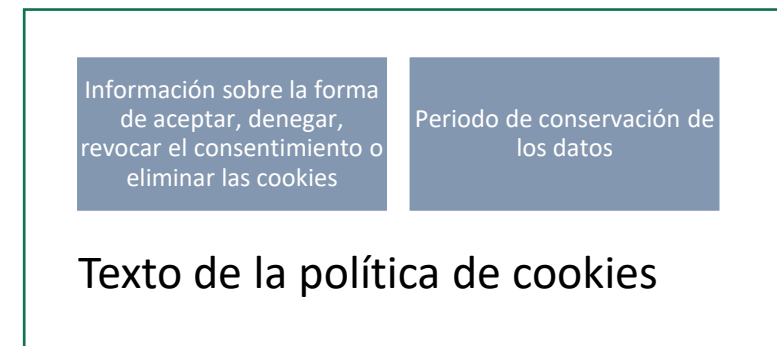 Información sobre la forma
de aceptar, denegar,
revocar el consentimiento o
eliminar las cookies
Periodo de conservación de
los datos
Texto de la política de cookies